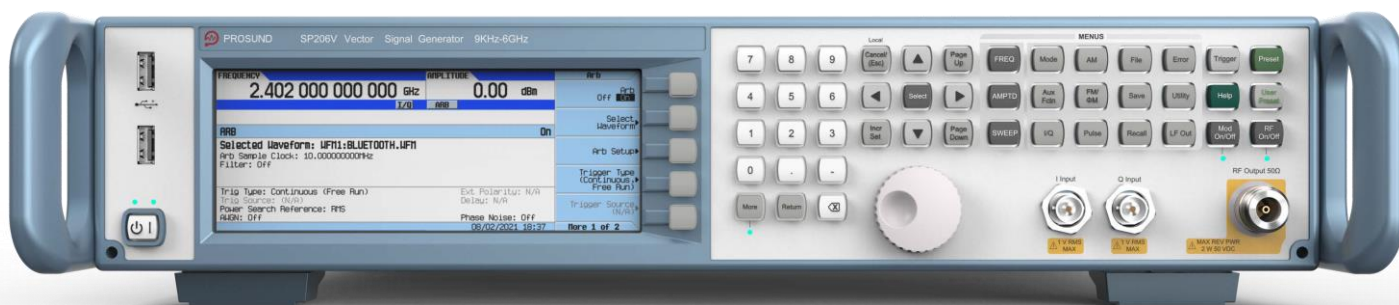 PROSUND SP206V Vector Signal Generator 9KHz-6GHz
FREQUENCY
2.402 000 000 000 GHz
AMPLITUDE
0.00 dBm
I/Q ARB
ARB On
Selected Waveform: WFM1:BLUETOOTH.WFM
Arb Sample Clock: 10.000000000MHz
Filter: Off
Trig Type: Continuous (Free Run)
Trig Source: (N/A)
Power Search Reference: RMS
AWGN: Off
Ext Polarity: N/A
Delay: N/A
Phase Noise: Off
08/02/2021 18:37
Arb
Arb
Off On
Select
Waveform
Arb Setup
Trigger Type
(Continuous,
Free Run)
Trigger Source
(N/A)
More 1 of 2
Local
MENUS
7 8 9 Cancel/ (Esc) Page Up FREQ Mode AM File Error Trigger Preset
4 5 6 Select AMPTD Aux Fctn FM/ ΦM Save Utility Help User Preset
1 2 3 Incr Set Page Down SWEEP I/Q Pulse Recall LF Out Mod On/Off RF On/Off
0 . -
More Return
I Input
Q Input
RF Output 50Ω
1 V RMS
MAX
1 V RMS
MAX
MAX REV PWR
2 W 50 VDC